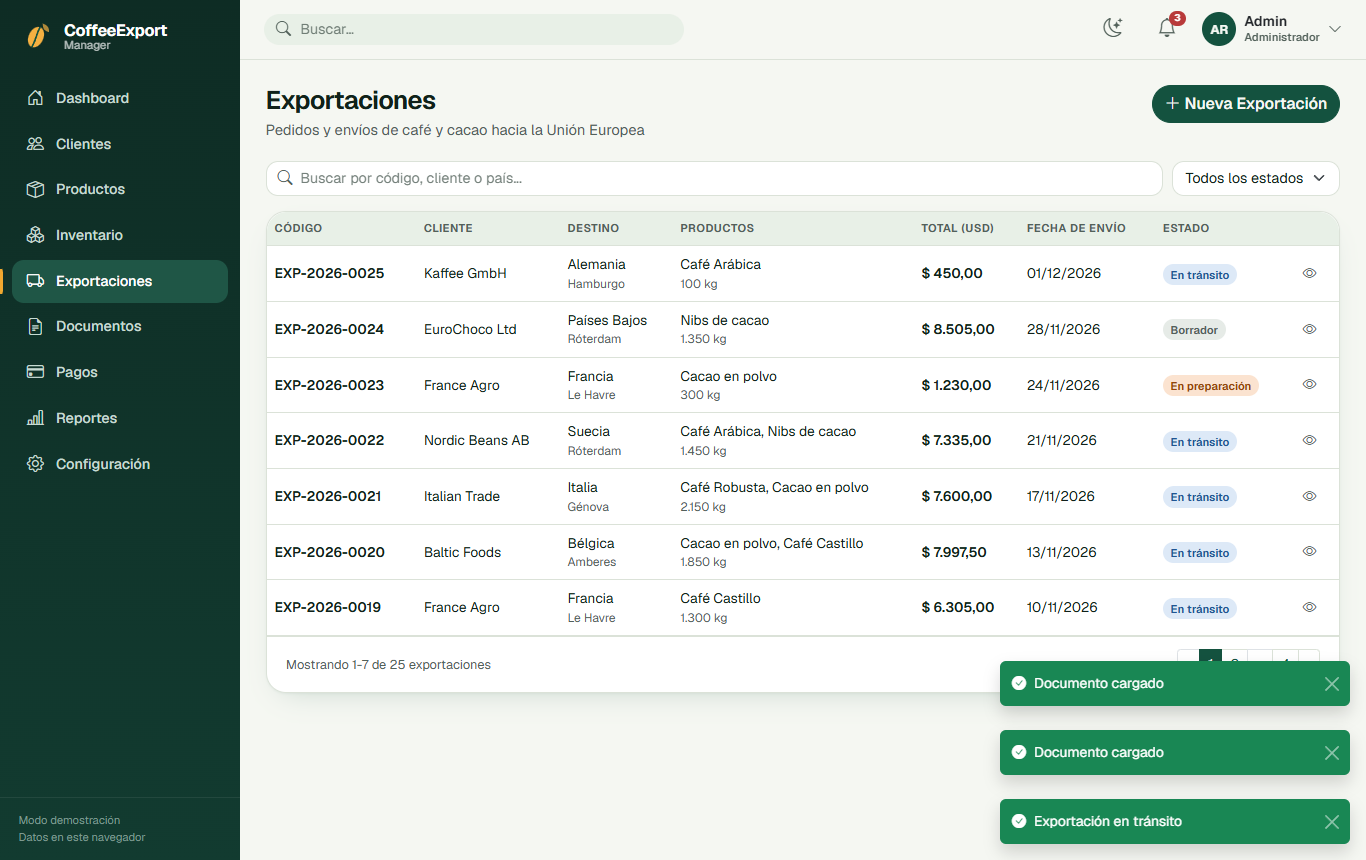 CoffeeExport
Manager
Buscar...
3
AR
Admin
Administrador
Dashboard
Clientes
Productos
Inventario
Exportaciones
Documentos
Pagos
Reportes
Configuración
Modo demostración
Datos en este navegador
Exportaciones
Pedidos y envíos de café y cacao hacia la Unión Europea
+ Nueva Exportación
Buscar por código, cliente o país...
Todos los estados
CÓDIGO CLIENTE DESTINO PRODUCTOS TOTAL (USD) FECHA DE ENVÍO ESTADO
EXP-2026-0025 Kaffee GmbH Alemania Café Arábica $ 450,00 01/12/2026 En tránsito
Hamburgo 100 kg
EXP-2026-0024 EuroChoco Ltd Países Bajos Nibs de cacao $ 8.505,00 28/11/2026 Borrador
Róterdam 1.350 kg
EXP-2026-0023 France Agro Francia Cacao en polvo $ 1.230,00 24/11/2026 En preparación
Le Havre 300 kg
EXP-2026-0022 Nordic Beans AB Suecia Café Arábica, Nibs de cacao $ 7.335,00 21/11/2026 En tránsito
Róterdam 1.450 kg
EXP-2026-0021 Italian Trade Italia Café Robusta, Cacao en polvo $ 7.600,00 17/11/2026 En tránsito
Génova 2.150 kg
EXP-2026-0020 Baltic Foods Bélgica Cacao en polvo, Café Castillo $ 7.997,50 13/11/2026 En tránsito
Amberes 1.850 kg
EXP-2026-0019 France Agro Francia Café Castillo $ 6.305,00 10/11/2026 En tránsito
Le Havre 1.300 kg
Mostrando 1-7 de 25 exportaciones
Documento cargado
Documento cargado
Exportación en tránsito